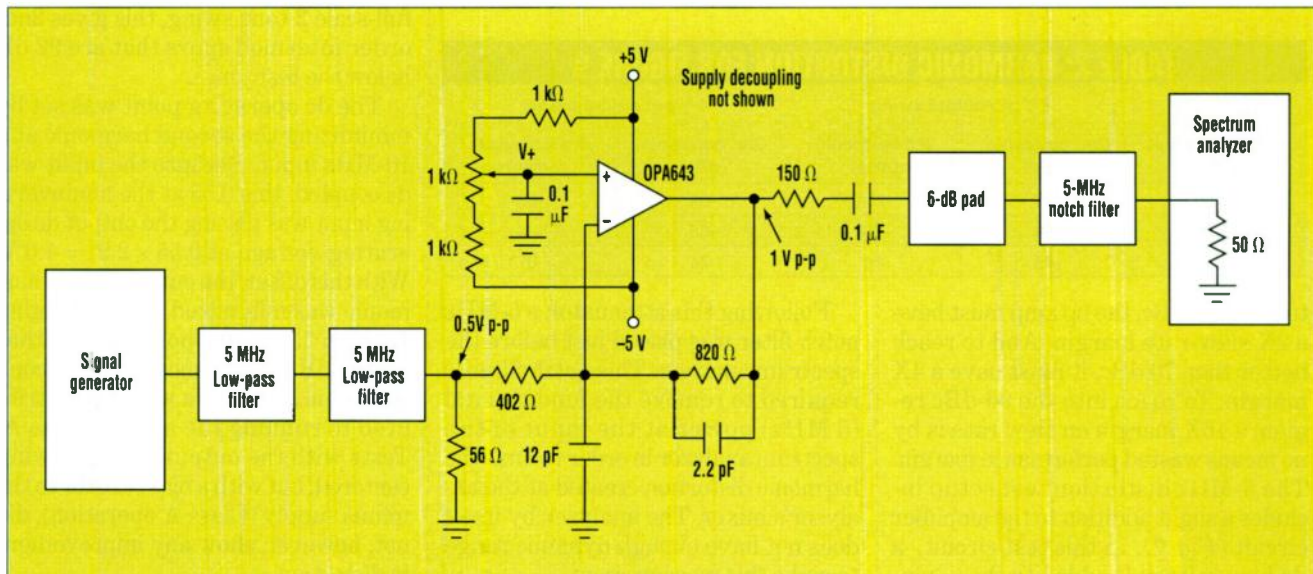 +5 V
Supply decoupling
not shown
1 kΩ
V+
OPA643
1 kΩ
0.1
μF
1 kΩ
+
–
–5 V
150 Ω
0.1 μF
1 V p-p
6-dB pad
5-MHz
notch filter
Spectrum
analyzer
50 Ω
Signal
generator
5 MHz
Low-pass
filter
5 MHz
Low-pass
filter
0.5V p-p
56 Ω
402 Ω
12 pF
820 Ω
2.2 pF